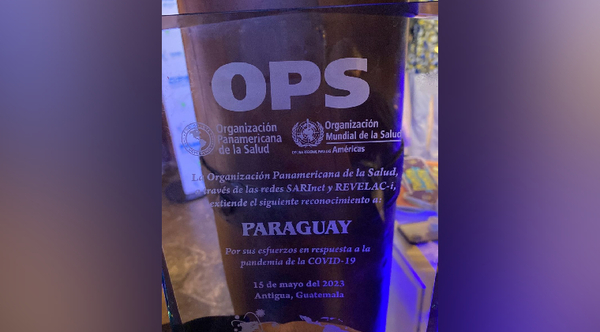 OPS
Organización
Panamericana
de la Salud
Organización
Mundial de la Salud
Américas
La Organización Panamericana de la Salud,
a través de las redes SARInet y REVELAC-i,
extiende el siguiente reconocimiento a:
PARAGUAY
Por sus esfuerzos en respuesta a la
pandemia de la COVID-19
15 de mayo del 2023
Antigua, Guatemala